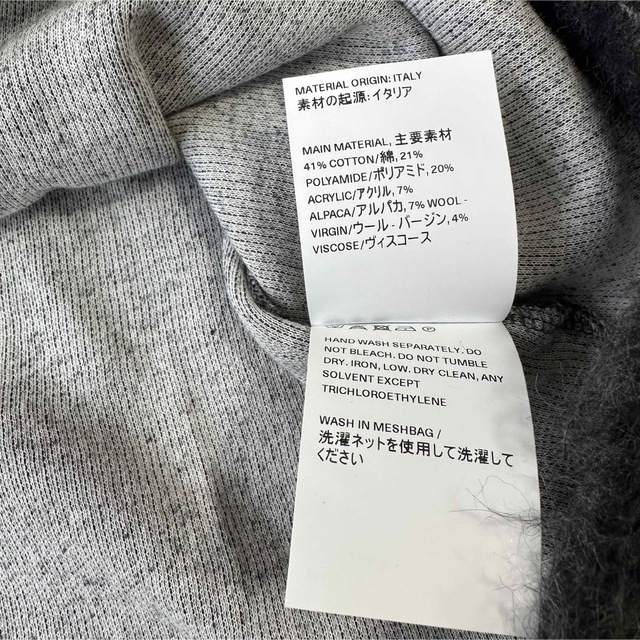 MATERIAL ORIGIN: ITALY
素材の起源:イタリア
MAIN MATERIAL, 主要素材
41% COTTON/綿, 21%
POLYAMIDE/ポリアミド, 20%
ACRYLIC/アクリル, 7%
ALPACA/アルパカ, 7% WOOL -
VIRGIN/ウール - バージン, 4%
VISCOSE/ヴィスコース
HAND WASH SEPARATELY. DO
NOT BLEACH. DO NOT TUMBLE
DRY. IRON, LOW. DRY CLEAN, ANY
SOLVENT EXCEPT
TRICHLOROETHYLENE
WASH IN MESHBAG /
洗濯ネットを使用して洗濯して
ください